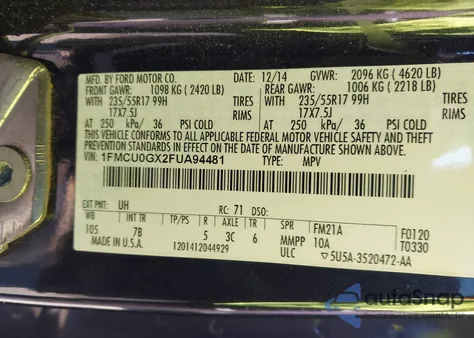 MFD. BY FORD MOTOR CO. DATE: 12/14 GVWR: 2096 KG ( 4620 LB)
FRONT GAWR: 1098 KG ( 2420 LB) REAR GAWR: 1006 KG ( 2218 LB)
WITH 235/55R17 99H TIRES WITH 235/55R17 99H TIRES
17X7.5J RIMS 17X7.5J RIMS
AT 250 kPa/ 36 PSI COLD AT 250 kPa/ 36 PSI COLD
THIS VEHICLE CONFORMS TO ALL APPLICABLE FEDERAL MOTOR VEHICLE SAFETY AND THEFT
PREVENTION STANDARDS IN EFFECT ON THE DATE OF MANUFACTURE SHOWN ABOVE.
VIN: 1FMCU0GX2FUA94481 TYPE: MPV
EXT PNT: UH RC: 71 DSO:
WB INT TR TP/PS R AXLE TR SPR FM21A F0120
105 7B 5 3C 6 MMPP 10A T0330
MADE IN U.S.A. 1201412044929 ULC 5U5A-3520472-AA
autoSnap